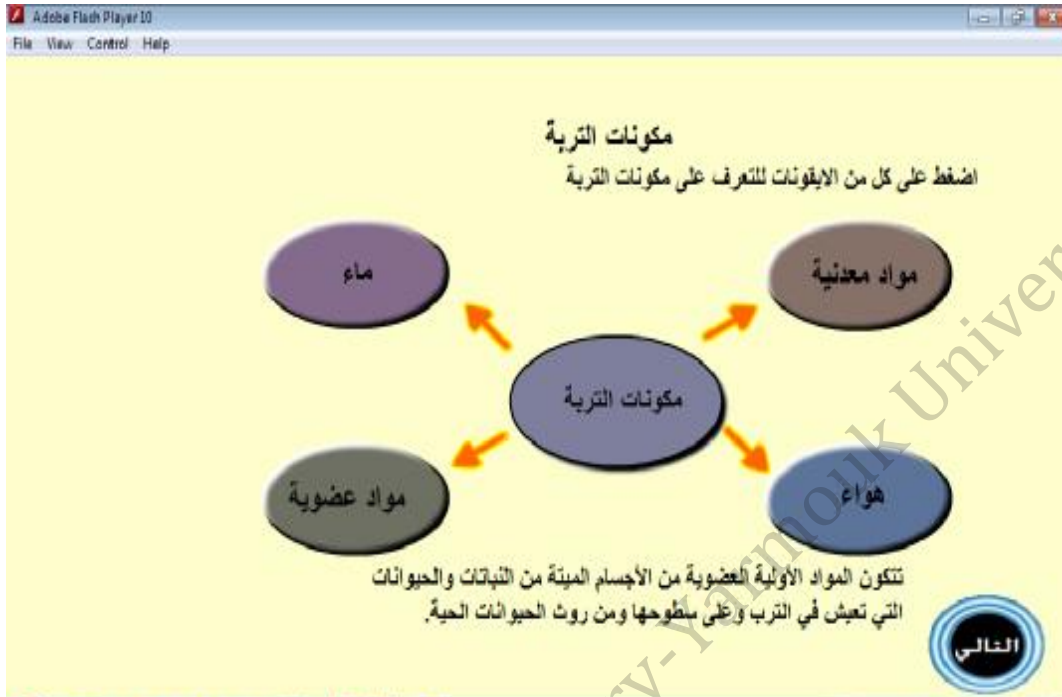 Adobe Flash Player 10
File View Control Help
مكونات التربة
اضغط على كل من الايقونات للتعرف على مكونات التربة
مواد معدنية
ماء
مكونات التربة
هواء
مواد عضوية
تتكون المواد الأولية العضوية من الأجسام الميتة من النباتات والحيوانات
التي تعيش في الترب وعلى سطوحها ومن روث الحيوانات الحية.
التالي